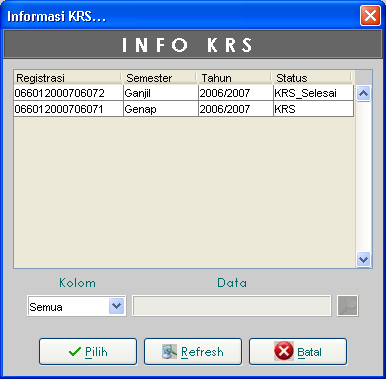 Informasi KRS...
INFO KRS
Registrasi Semester Tahun Status
066012000706072 Ganjil 2006/2007 KRS_Selesai
066012000706071 Genap 2006/2007 KRS
Kolom Data
Semua
Pilih Refresh Batal